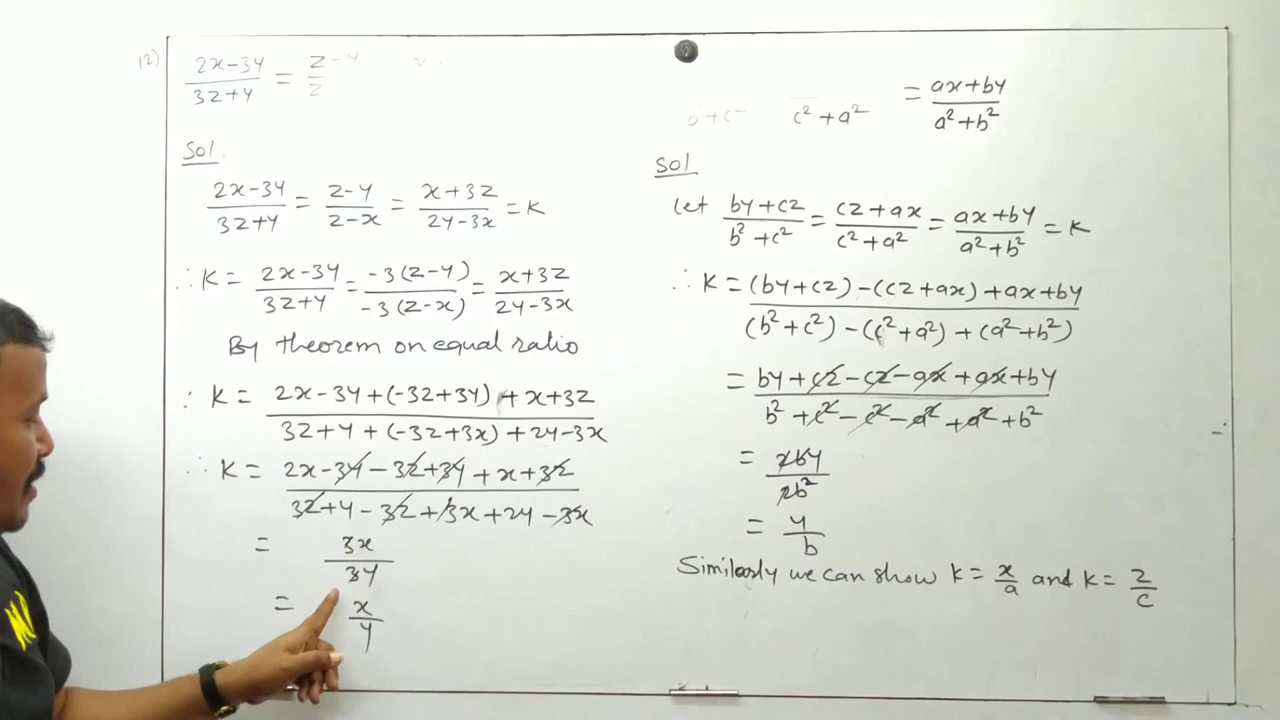 12) (2x-3y)/(3z+y) = (z-y)/z
Sol.
(2x-3y)/(3z+y) = (z-y)/(z-x) = (x+3z)/(2y-3x) = K
∴ K = (2x-3y)/(3z+y) = -3(z-y)/-3(z-x) = (x+3z)/(2y-3x)
By theorem on equal ratio
∴ K = (2x-3y+(-3z+3y)+x+3z)/(3z+y+(-3z+3x)+2y-3x)
∴ K = (2x-3y-3z+3y+x+3z)/(3z+y-3z+3x+2y-3x)
= 3x/3y
= x/y
b²+c² c²+a² = (ax+by)/(a²+b²)
Sol
Let (by+cz)/(b²+c²) = (cz+ax)/(c²+a²) = (ax+by)/(a²+b²) = K
∴ K = ((by+cz)-(cz+ax)+ax+by)/((b²+c²)-(c²+a²)+(a²+b²))
= (by+cz-cz-ax+ax+by)/(b²+c²-c²-a²+a²+b²)
= 2by/2b²
= y/b
Similarly we can show K = x/a and K = z/c